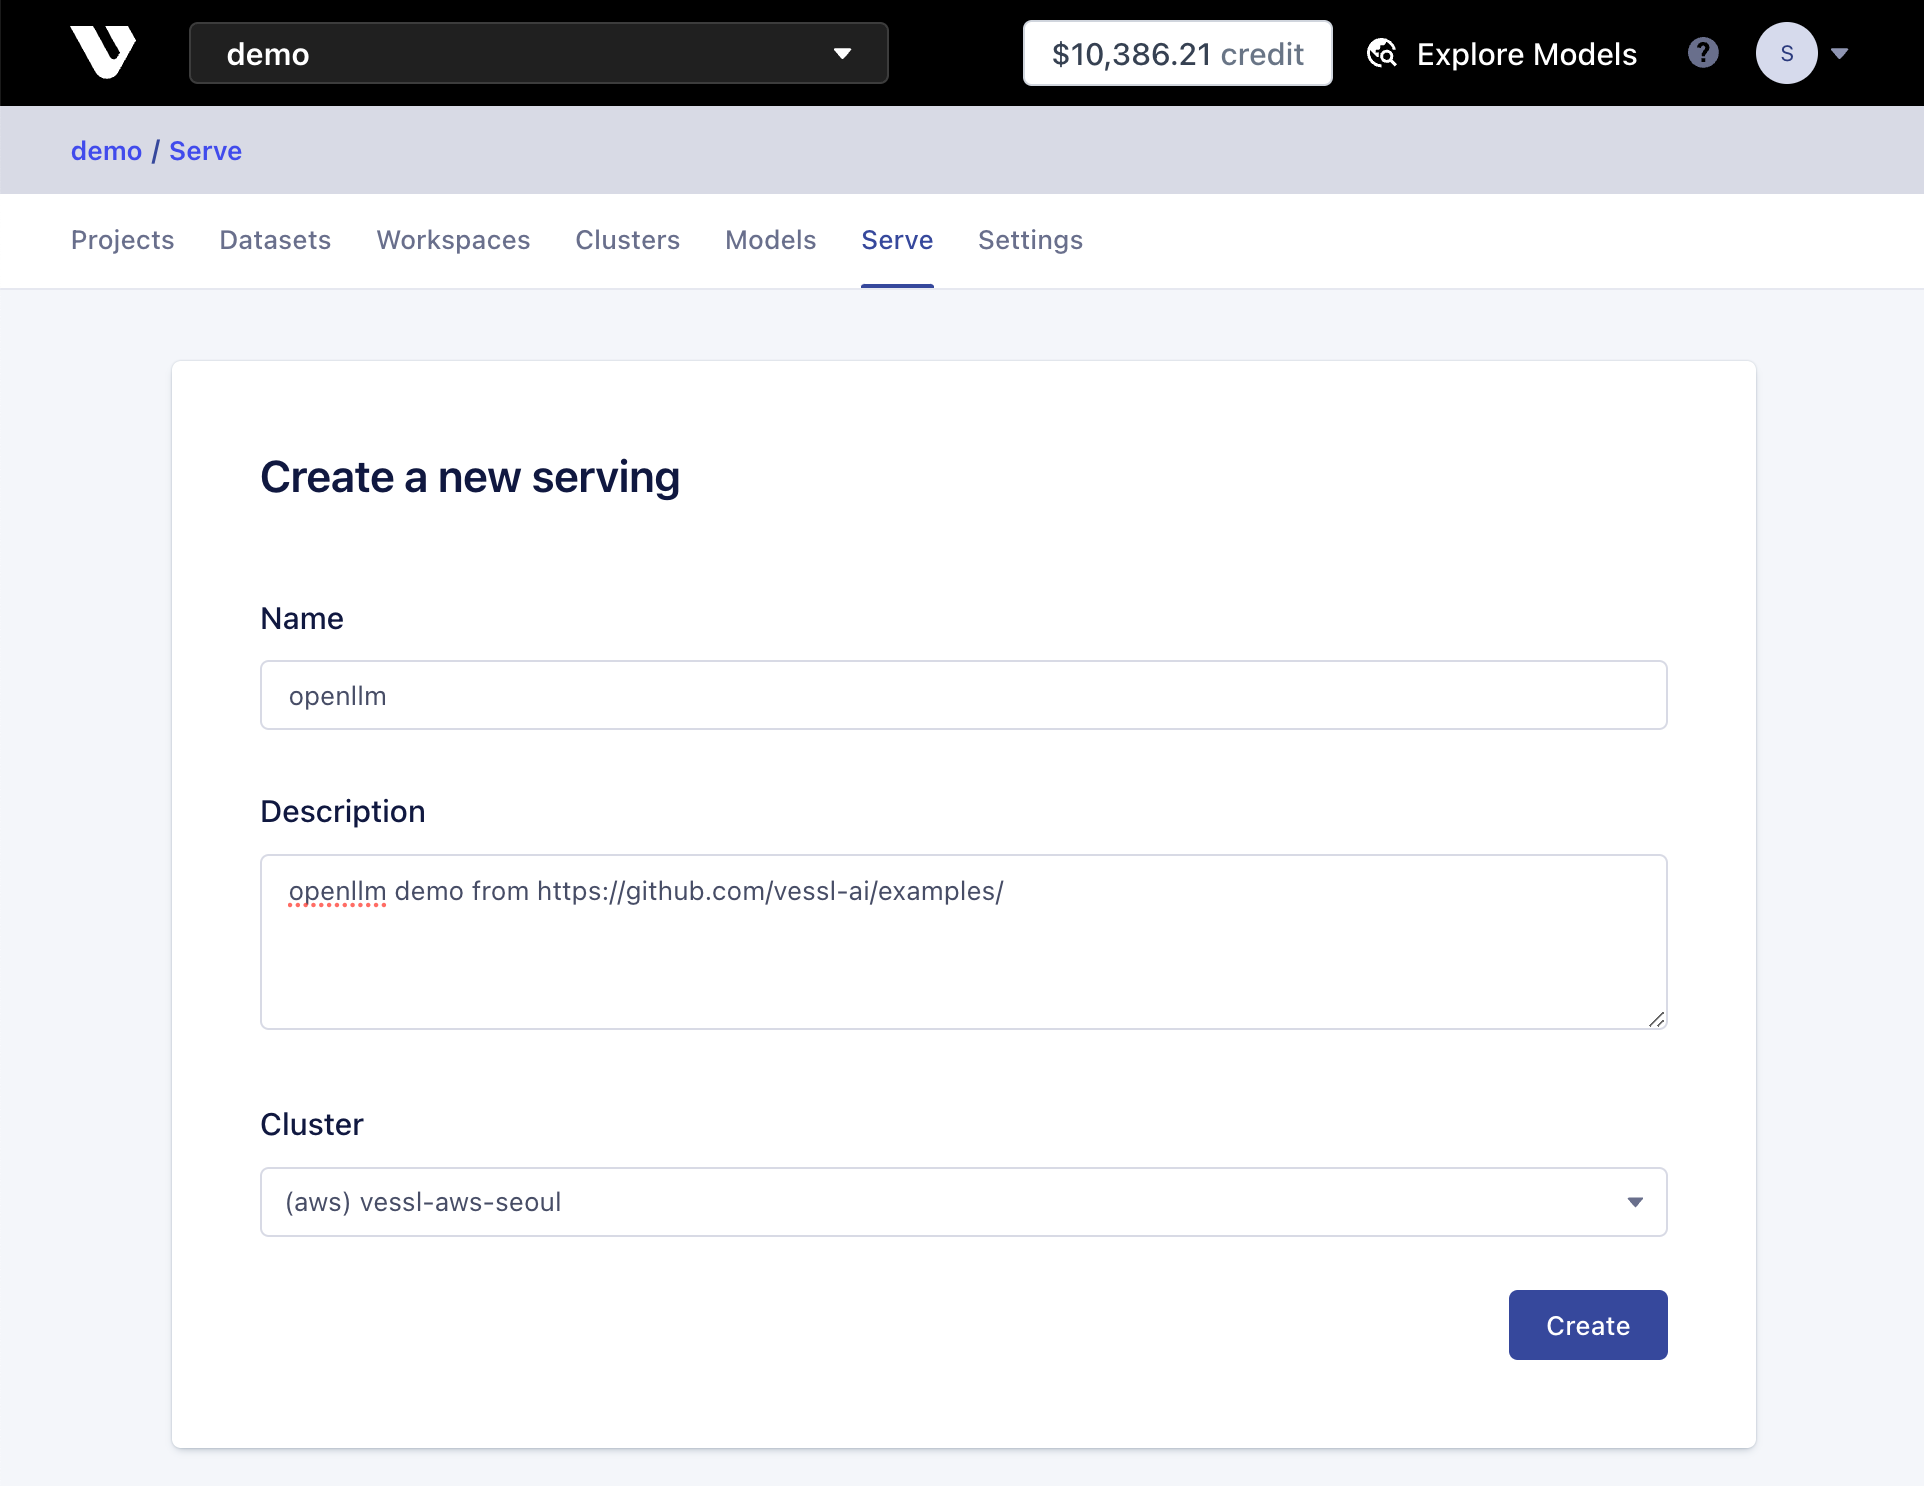 demo
$10,386.21 credit
Explore Models
?
S
demo / Serve
Projects Datasets Workspaces Clusters Models Serve Settings
Create a new serving
Name
openllm
Description
openllm demo from https://github.com/vessl-ai/examples/
Cluster
(aws) vessl-aws-seoul
Create